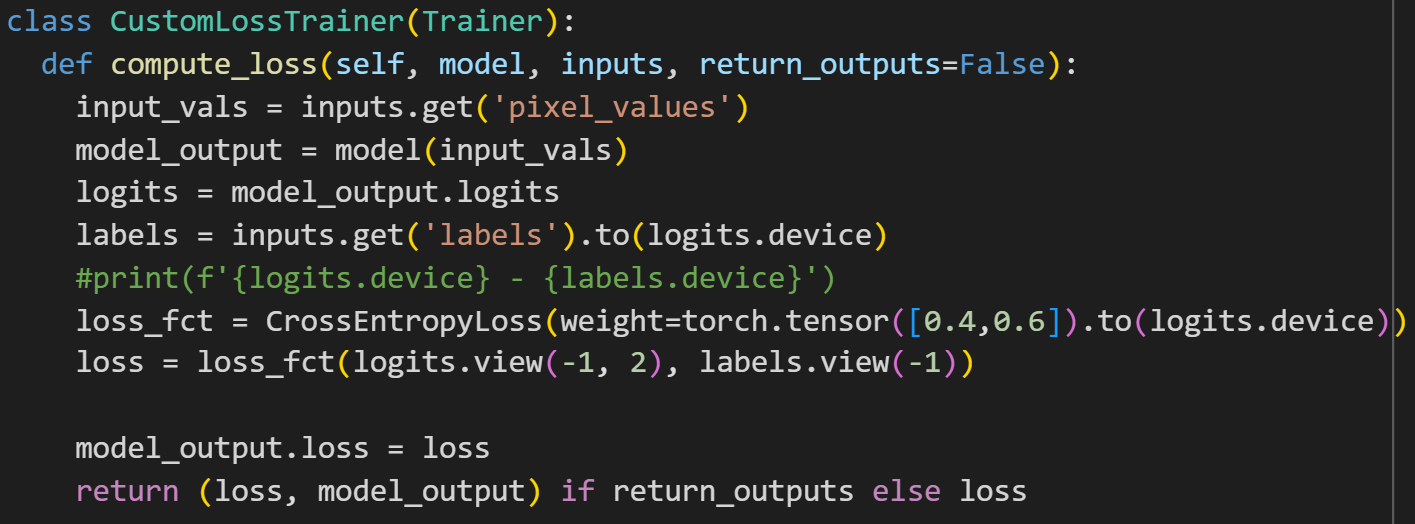 class CustomLossTrainer(Trainer):
  def compute_loss(self, model, inputs, return_outputs=False):
    input_vals = inputs.get('pixel_values')
    model_output = model(input_vals)
    logits = model_output.logits
    labels = inputs.get('labels').to(logits.device)
    #print(f'{logits.device} - {labels.device}')
    loss_fct = CrossEntropyLoss(weight=torch.tensor([0.4,0.6]).to(logits.device))
    loss = loss_fct(logits.view(-1, 2), labels.view(-1))

    model_output.loss = loss
    return (loss, model_output) if return_outputs else loss